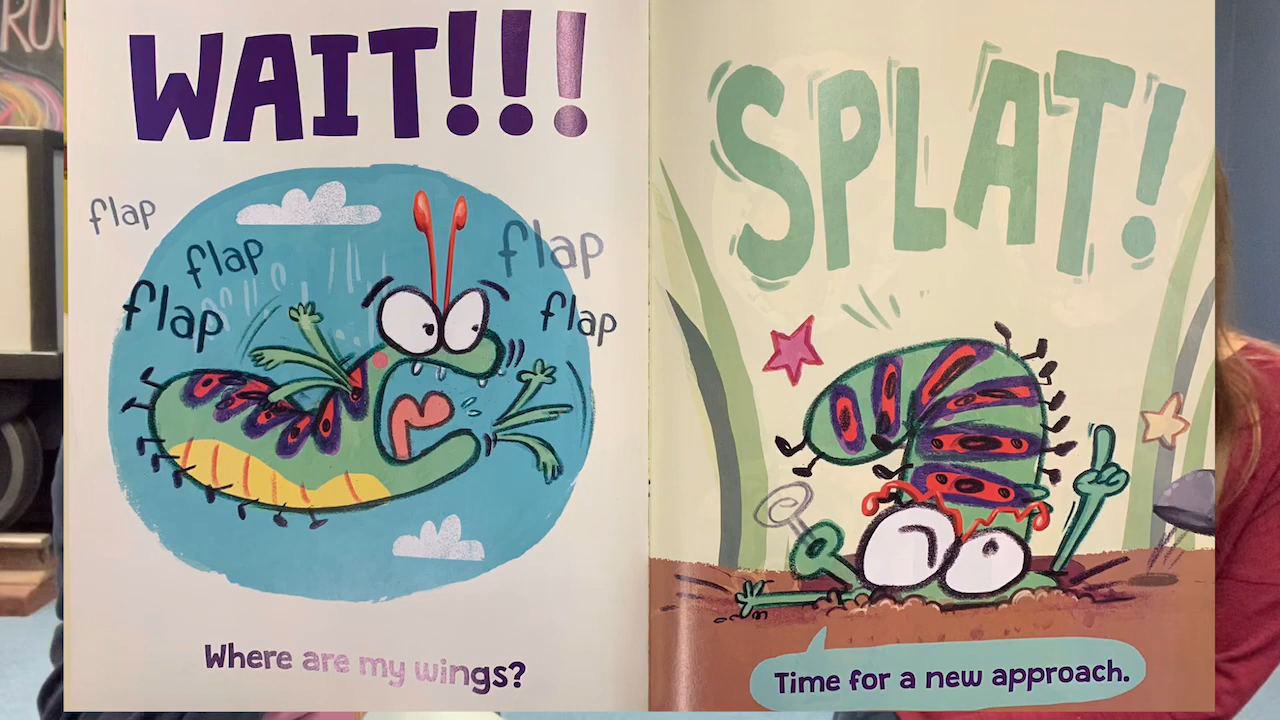 WAIT!!!
flap
flap
flap
flap
flap
Where are my wings?
SPLAT!
Time for a new approach.